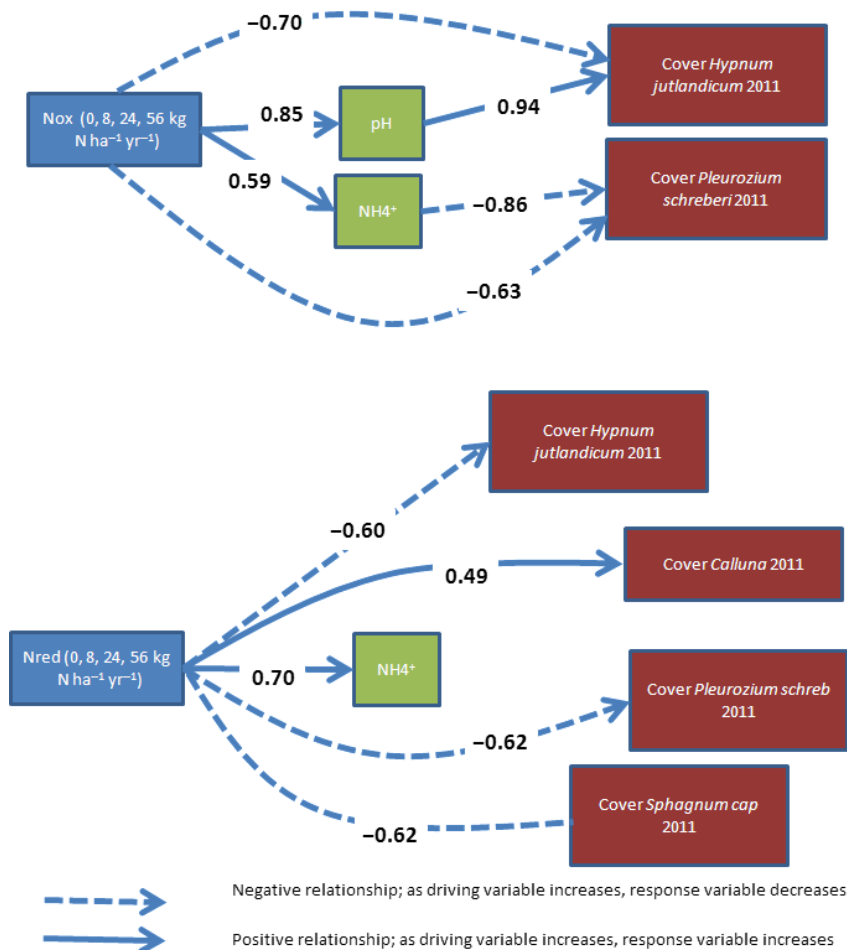 −0.70
Cover Hypnum
jutlandicum 2011
Nox (0, 8, 24, 56 kg
N ha⁻¹ yr⁻¹)
0.85
pH
0.94
0.59
NH4⁺
−0.86
Cover Pleurozium
schreberi 2011
−0.63
Cover Hypnum
jutlandicum 2011
−0.60
0.49
Cover Calluna 2011
Nred (0, 8, 24, 56 kg
N ha⁻¹ yr⁻¹)
0.70
NH4⁺
Cover Pleurozium schreb
2011
−0.62
Cover Sphagnum cap
2011
−0.62
Negative relationship; as driving variable increases, response variable decreases
Positive relationship; as driving variable increases, response variable increases